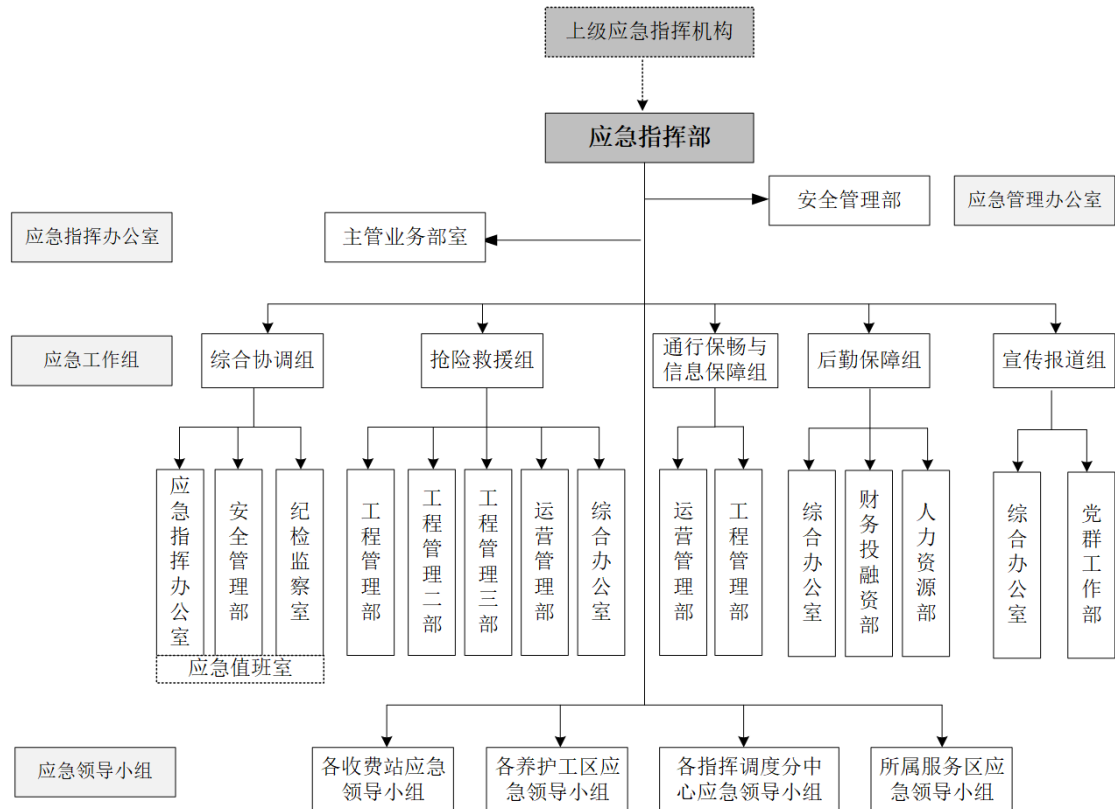 上级应急指挥机构
应急指挥部
安全管理部
应急管理办公室
应急指挥办公室
主管业务部室
应急工作组
综合协调组
抢险救援组
通行保畅与
信息保障组
后勤保障组
宣传报道组
应急指挥办公室
安全管理部
纪检监察室
工程管理部
工程管理二部
工程管理三部
运营管理部
综合办公室
运营管理部
工程管理部
综合办公室
财务投融资部
人力资源部
综合办公室
党群工作部
应急值班室
应急领导小组
各收费站应急
领导小组
各养护工区应
急领导小组
各指挥调度分中
心应急领导小组
所属服务区应
急领导小组